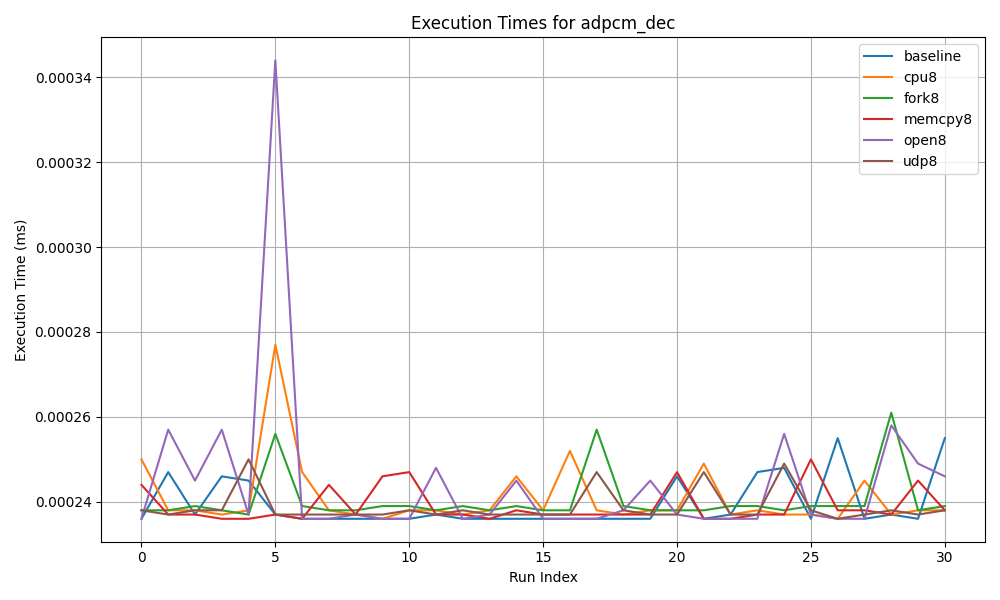 Execution Times for adpcm_dec
baseline
cpu8
fork8
memcpy8
open8
udp8
0.00034
0.00032
0.00030
0.00028
0.00026
0.00024
Execution Time (ms)
0 5 10 15 20 25 30
Run Index